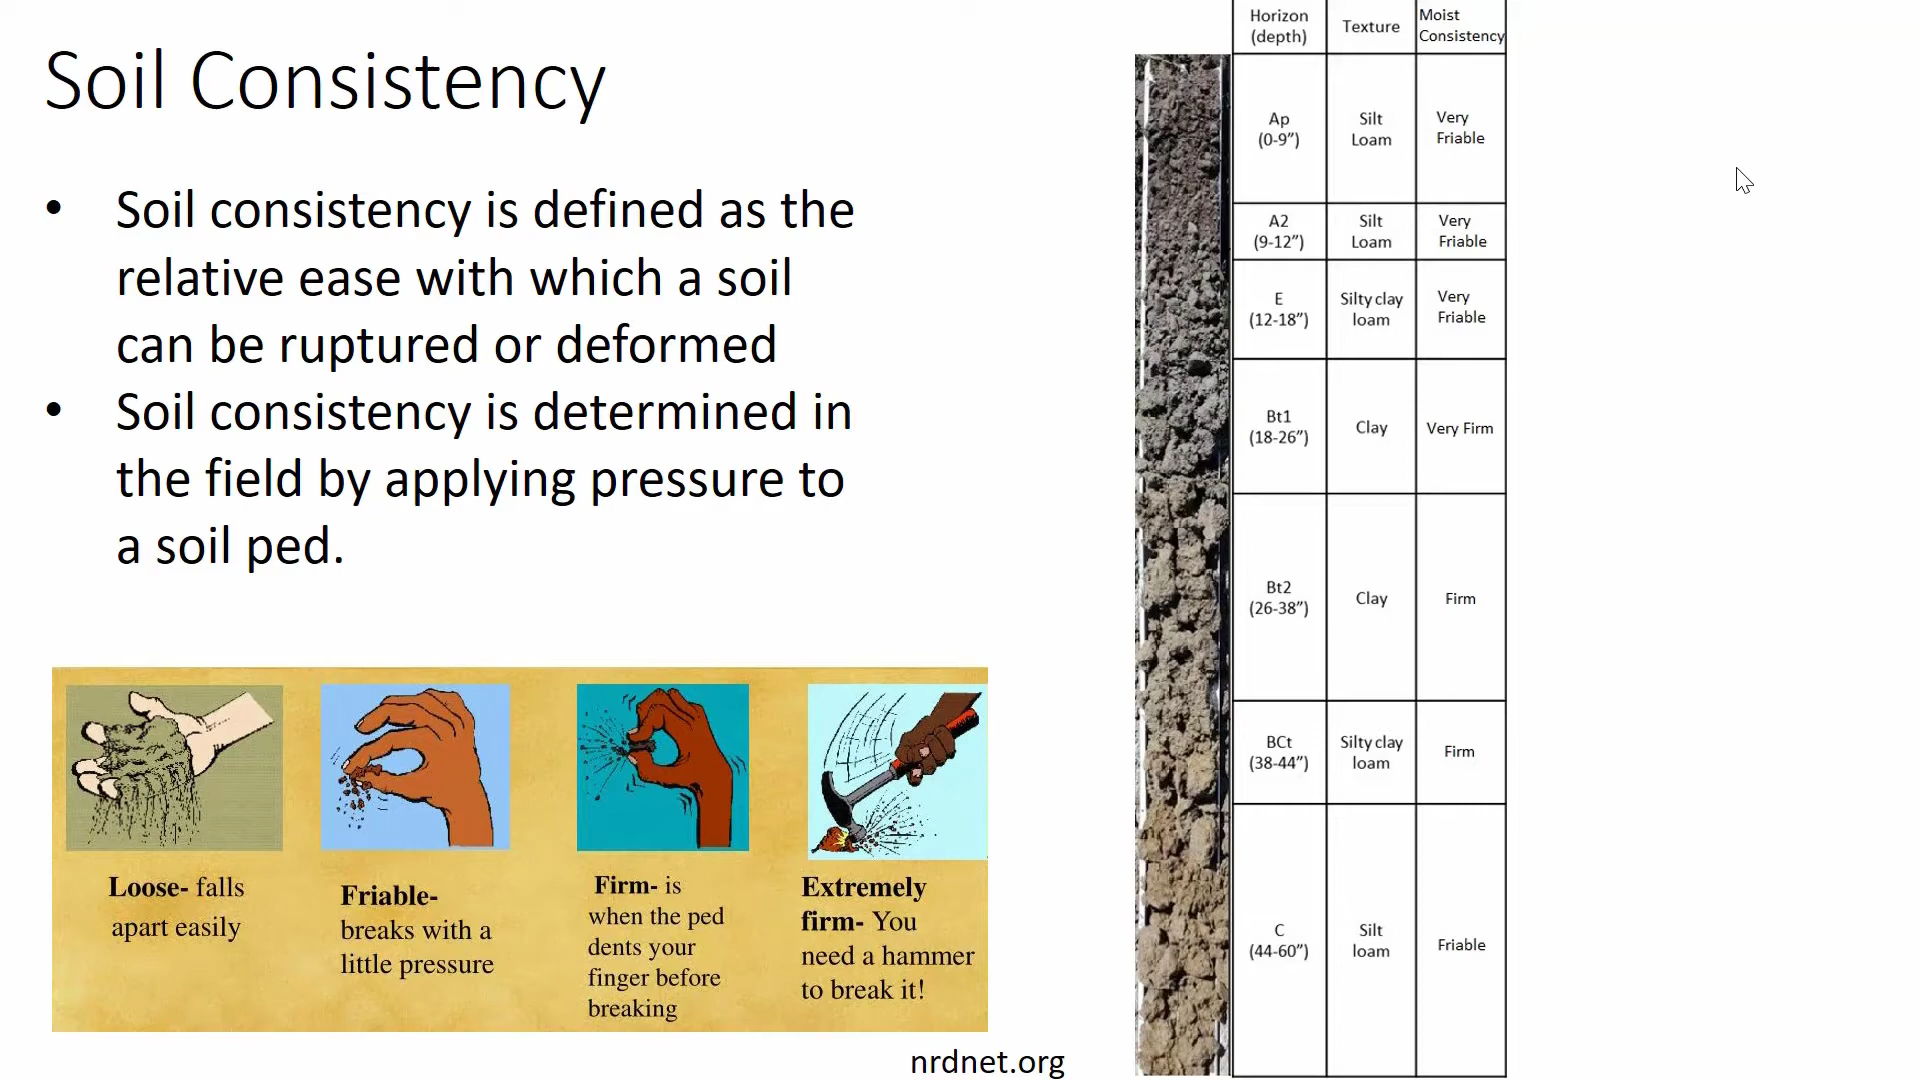 Soil Consistency
• Soil consistency is defined as the
relative ease with which a soil
can be ruptured or deformed
• Soil consistency is determined in
the field by applying pressure to
a soil ped.
Loose- falls
apart easily
Friable-
breaks with a
little pressure
Firm- is
when the ped
dents your
finger before
breaking
Extremely
firm- You
need a hammer
to break it!
nrdnet.org
Horizon
(depth)
Texture
Moist
Consistency
Ap
(0-9”)
Silt
Loam
Very
Friable
A2
(9-12”)
Silt
Loam
Very
Friable
E
(12-18”)
Silty clay
loam
Very
Friable
Bt1
(18-26”)
Clay
Very Firm
Bt2
(26-38”)
Clay
Firm
BCt
(38-44”)
Silty clay
loam
Firm
C
(44-60”)
Silt
loam
Friable